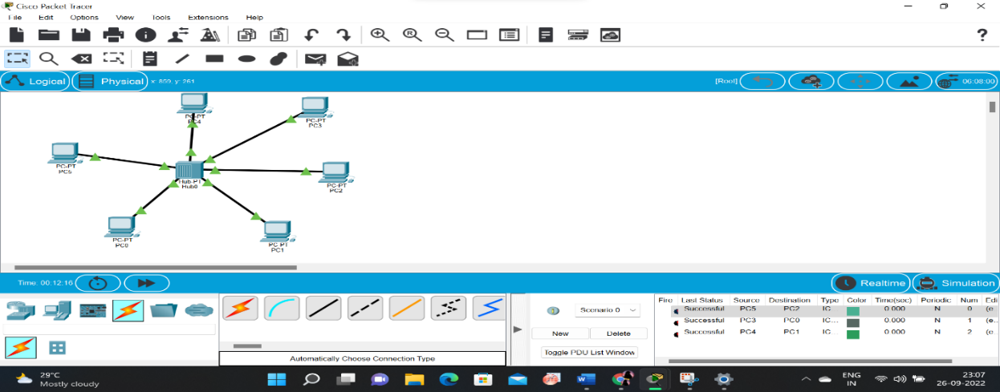 Cisco Packet Tracer
File Edit Options View Tools Extensions Help
Logical Physical x: 859, y: 261 [Root] 06:08:00
PC-PT
PC4
PC-PT
PC3
PC-PT
PC5
Hub-PT
Hub0
PC-PT
PC2
PC-PT
PC0
PC-PT
PC1
Time: 00:12:16 Realtime Simulation
Scenario 0
New Delete
Toggle PDU List Window
Automatically Choose Connection Type
Fire Last Status Source Destination Type Color Time(sec) Periodic Num Edi
Successful PC5 PC2 IC... 0.000 N 0 (e...
Successful PC3 PC0 IC... 0.000 N 1 (e...
Successful PC4 PC1 IC... 0.000 N 2 (e...
29°C
Mostly cloudy
ENG
IN
23:07
26-09-2022